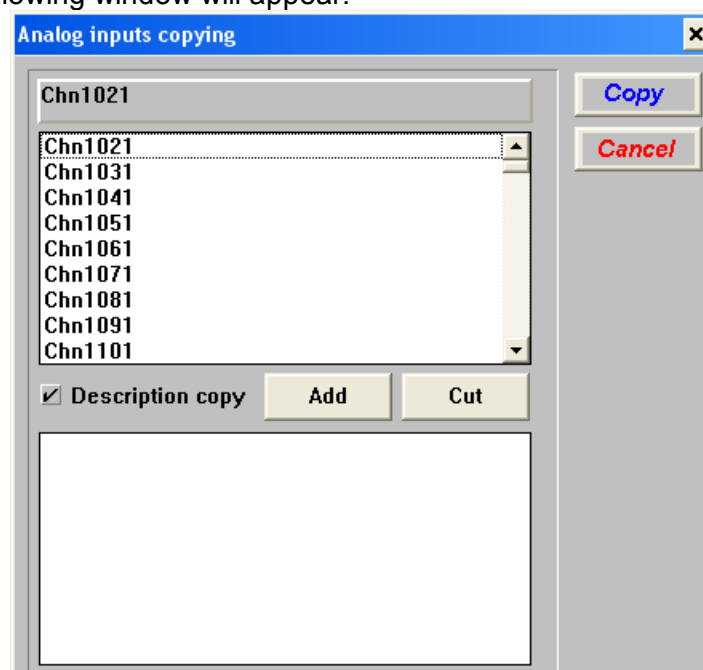 lowing window will appear:
Analog inputs copying
Chn1021
Copy
Cancel
Chn1021
Chn1031
Chn1041
Chn1051
Chn1061
Chn1071
Chn1081
Chn1091
Chn1101
Description copy
Add
Cut